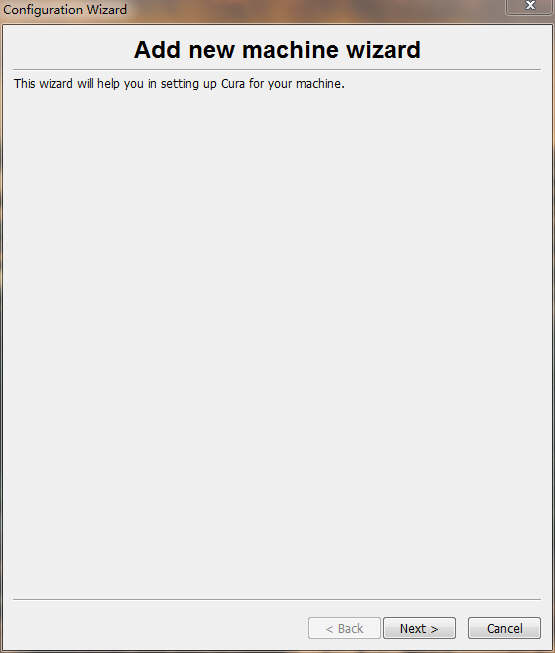 Configuration Wizard
X
Add new machine wizard
This wizard will help you in setting up Cura for your machine.
< Back Next > Cancel